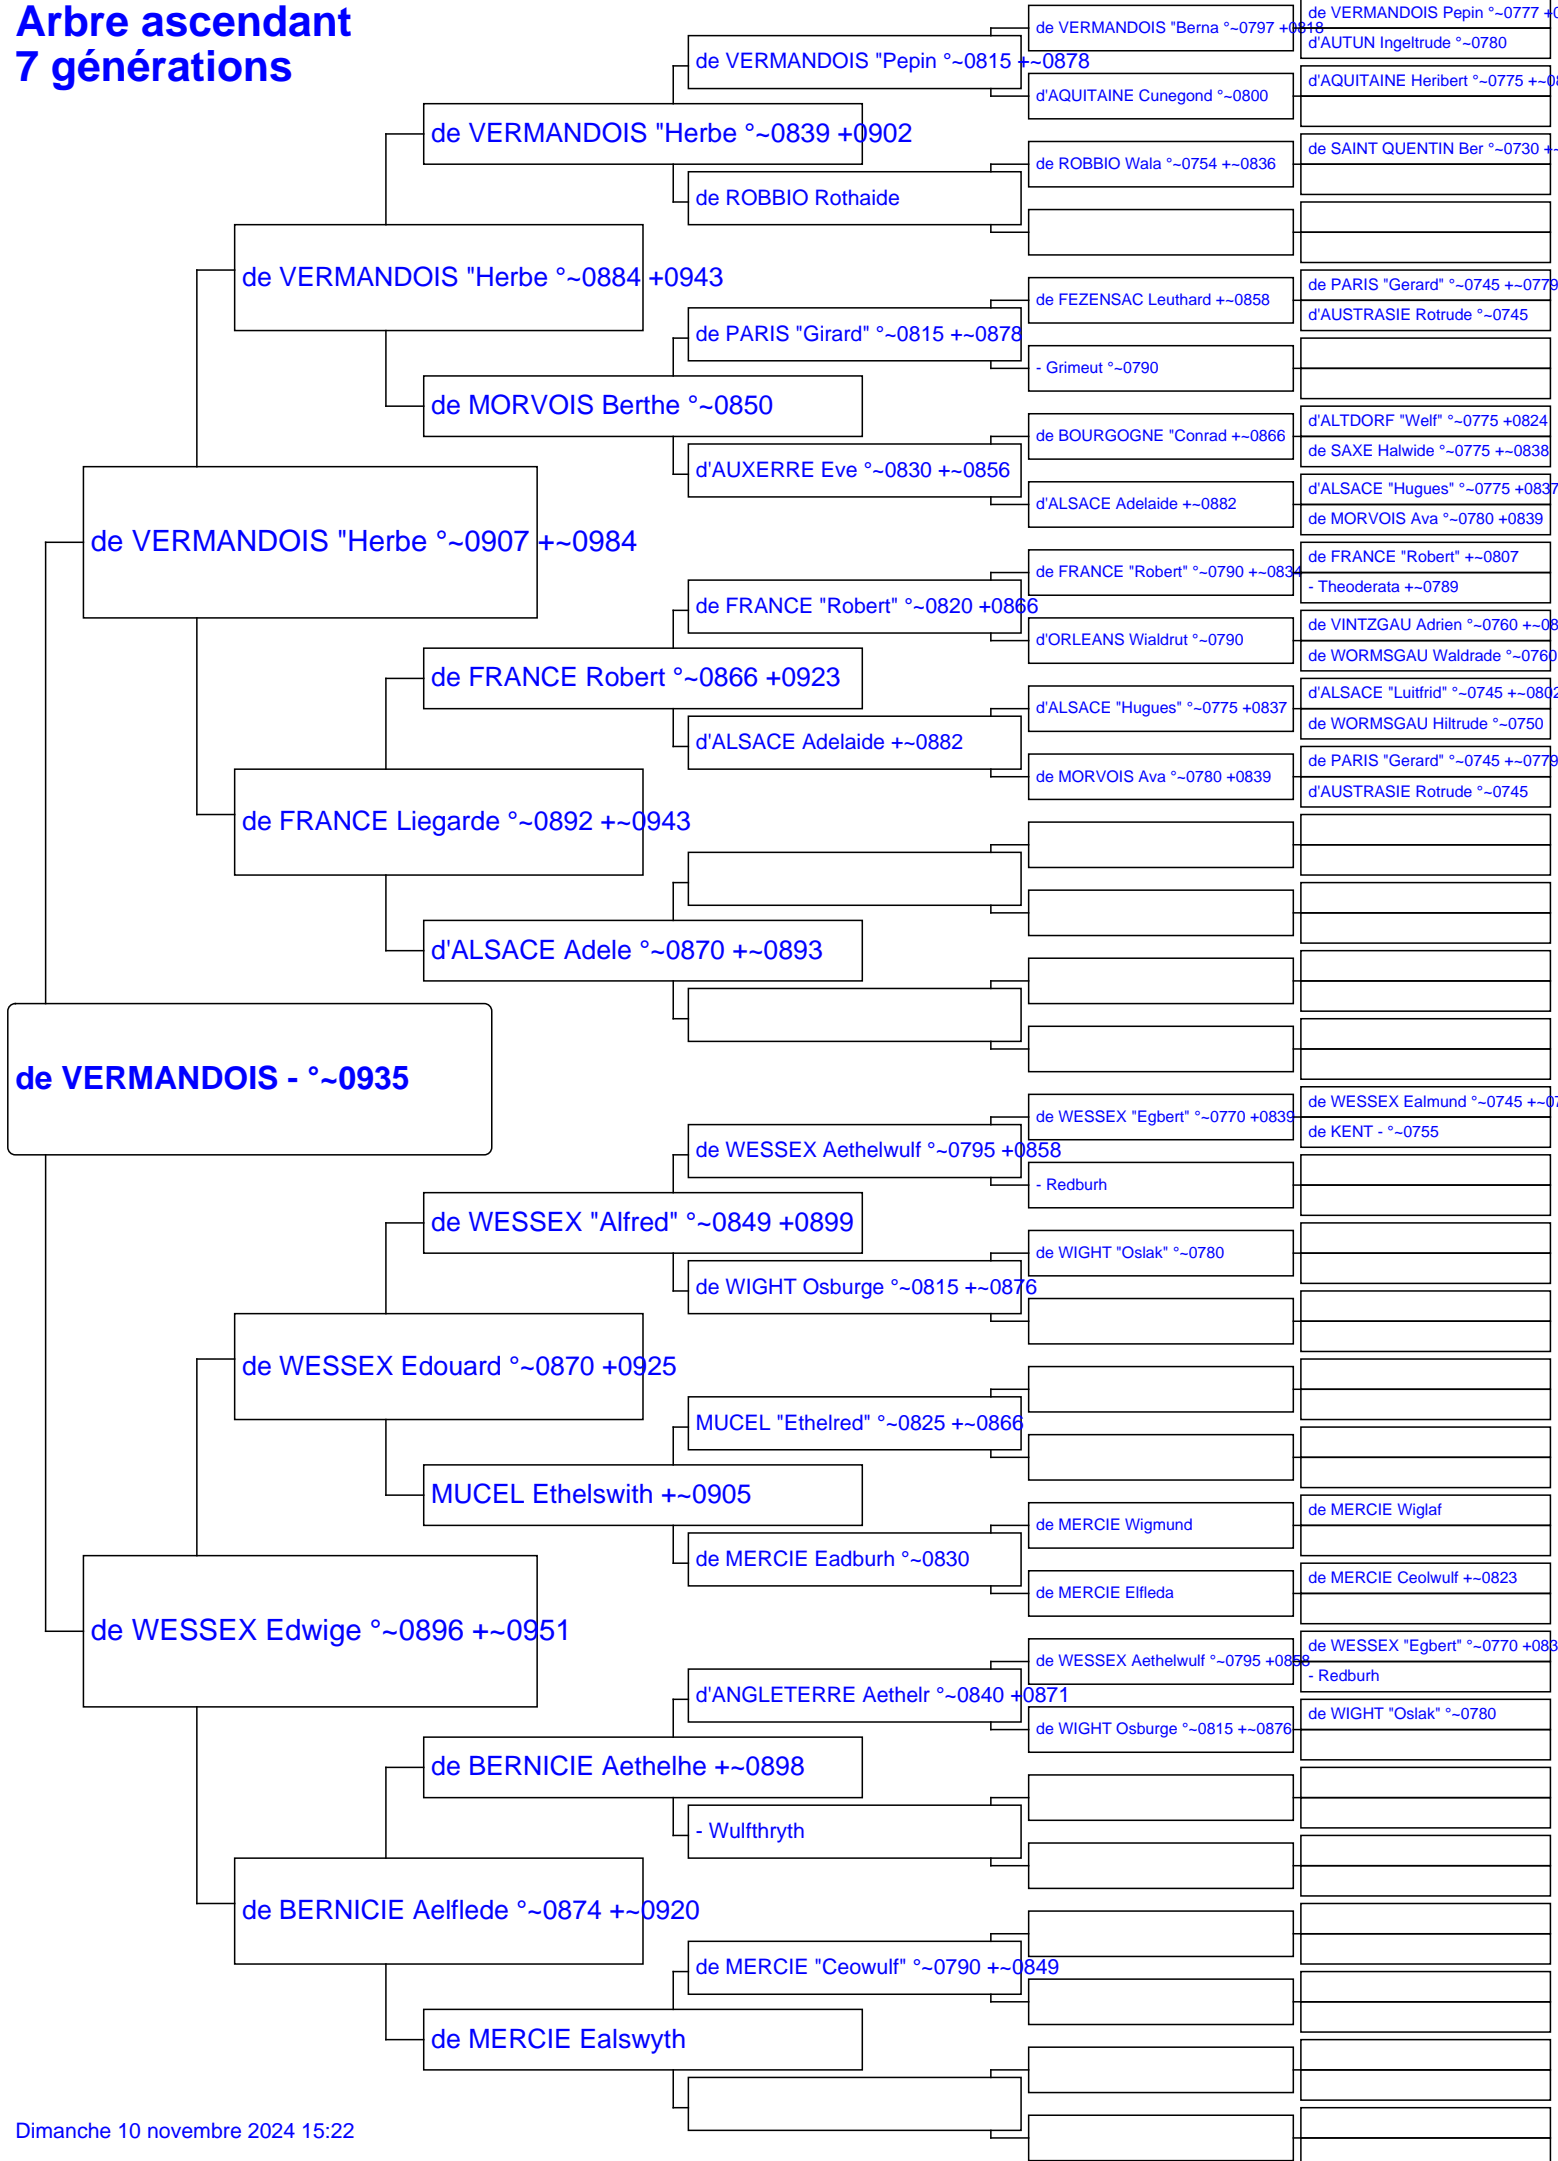 Arbre ascendant
7 générations
de VERMANDOIS - °~0935
de VERMANDOIS "Herbe °~0907 +~0984
de WESSEX Edwige °~0896 +~0951
de VERMANDOIS "Herbe °~0884 +0943
de FRANCE Liegarde °~0892 +~0943
de WESSEX Edouard °~0870 +0925
de BERNICIE Aelflede °~0874 +~0920
de VERMANDOIS "Herbe °~0839 +0902
de MORVOIS Berthe °~0850
de FRANCE Robert °~0866 +0923
d'ALSACE Adele °~0870 +~0893
de WESSEX "Alfred" °~0849 +0899
MUCEL Ethelswith +~0905
de BERNICIE Aethelhe +~0898
de MERCIE Ealswyth
de VERMANDOIS "Pepin °~0815 +~0878
de ROBBIO Rothaide
de PARIS "Girard" °~0815 +~0878
d'AUXERRE Eve °~0830 +~0856
de FRANCE "Robert" °~0820 +0866
d'ALSACE Adelaide +~0882
de WESSEX Aethelwulf °~0795 +0858
de WIGHT Osburge °~0815 +~0876
MUCEL "Ethelred" °~0825 +~0866
de MERCIE Eadburh °~0830
d'ANGLETERRE Aethelr °~0840 +0871
- Wulfthryth
de MERCIE "Ceowulf" °~0790 +~0849
de VERMANDOIS "Berna °~0797 +0818
d'AQUITAINE Cunegond °~0800
de ROBBIO Wala °~0754 +~0836
de FEZENSAC Leuthard +~0858
- Grimeut °~0790
de BOURGOGNE "Conrad +~0866
d'ALSACE Adelaide +~0882
de FRANCE "Robert" °~0790 +~0834
d'ORLEANS Wialdrut °~0790
d'ALSACE "Hugues" °~0775 +0837
de MORVOIS Ava °~0780 +0839
de WESSEX "Egbert" °~0770 +0839
- Redburh
de WIGHT "Oslak" °~0780
de MERCIE Wigmund
de MERCIE Elfleda
de WESSEX Aethelwulf °~0795 +0858
de WIGHT Osburge °~0815 +~0876
de VERMANDOIS Pepin °~0777
d'AUTUN Ingeltrude °~0780
d'AQUITAINE Heribert °~0775
de SAINT QUENTIN Ber °~0730
de PARIS "Gerard" °~0745 +~0779
d'AUSTRASIE Rotrude °~0745
d'ALTDORF "Welf" °~0775 +0824
de SAXE Halwide °~0775 +~0838
d'ALSACE "Hugues" °~0775 +0837
de MORVOIS Ava °~0780 +0839
de FRANCE "Robert" +~0807
- Theoderata +~0789
de VINTZGAU Adrien °~0760
de WORMSGAU Waldrade °~0760
d'ALSACE "Luitfrid" °~0745 +~0802
de WORMSGAU Hiltrude °~0750
de PARIS "Gerard" °~0745 +~0779
d'AUSTRASIE Rotrude °~0745
de WESSEX Ealmund °~0745
de KENT - °~0755
de MERCIE Wiglaf
de MERCIE Ceolwulf +~0823
de WESSEX "Egbert" °~0770
- Redburh
de WIGHT "Oslak" °~0780
Dimanche 10 novembre 2024 15:22